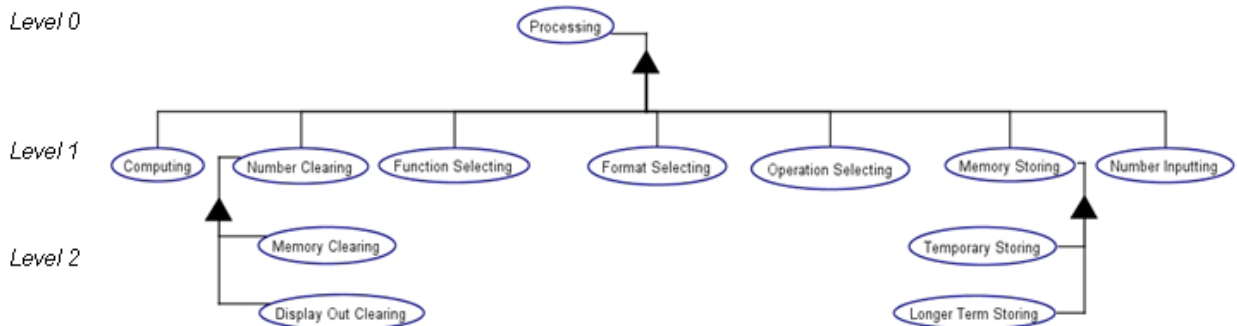 Level 0
Processing
Level 1
Computing
Number Clearing
Function Selecting
Format Selecting
Operation Selecting
Memory Storing
Number Inputting
Level 2
Memory Clearing
Temporary Storing
Display Out Clearing
Longer Term Storing